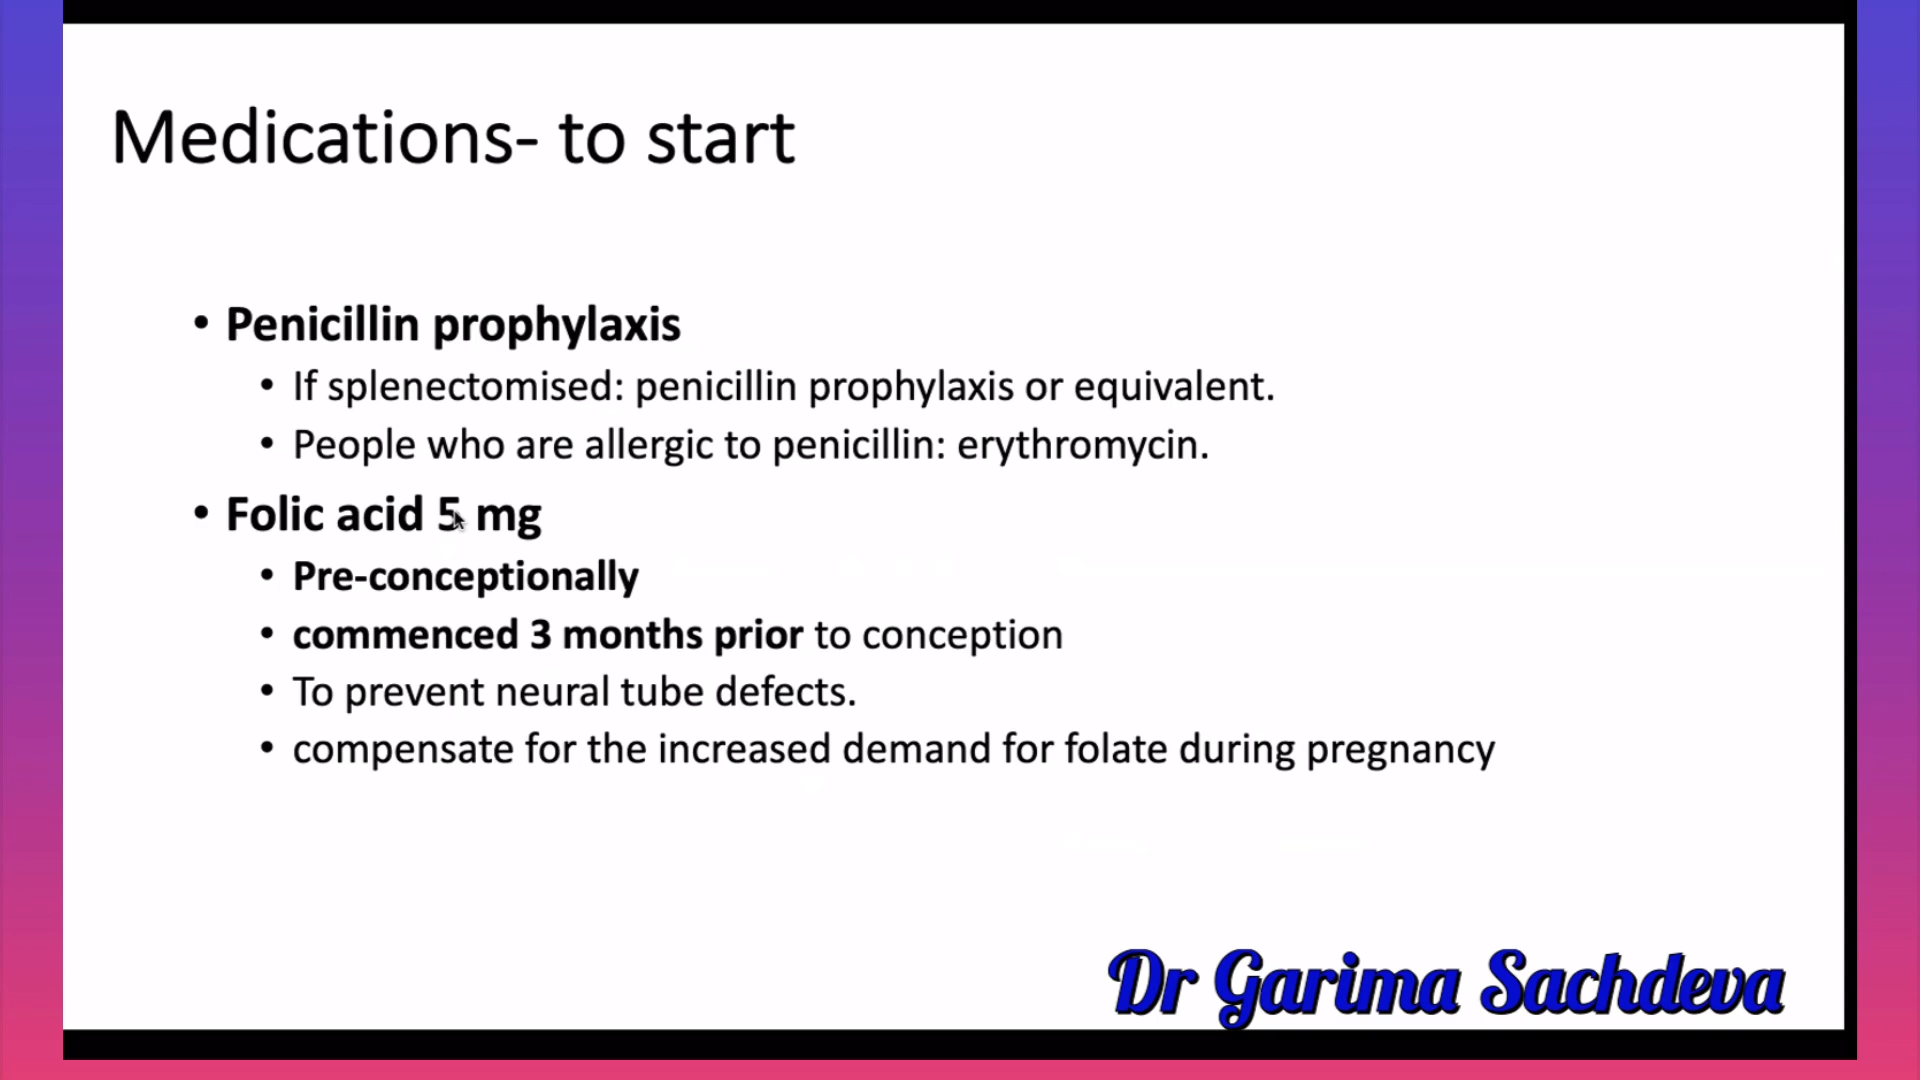 Medications- to start
• Penicillin prophylaxis
• If splenectomised: penicillin prophylaxis or equivalent.
• People who are allergic to penicillin: erythromycin.
• Folic acid 5 mg
• Pre-conceptionally
• commenced 3 months prior to conception
• To prevent neural tube defects.
• compensate for the increased demand for folate during pregnancy
Dr Garima Sachdeva